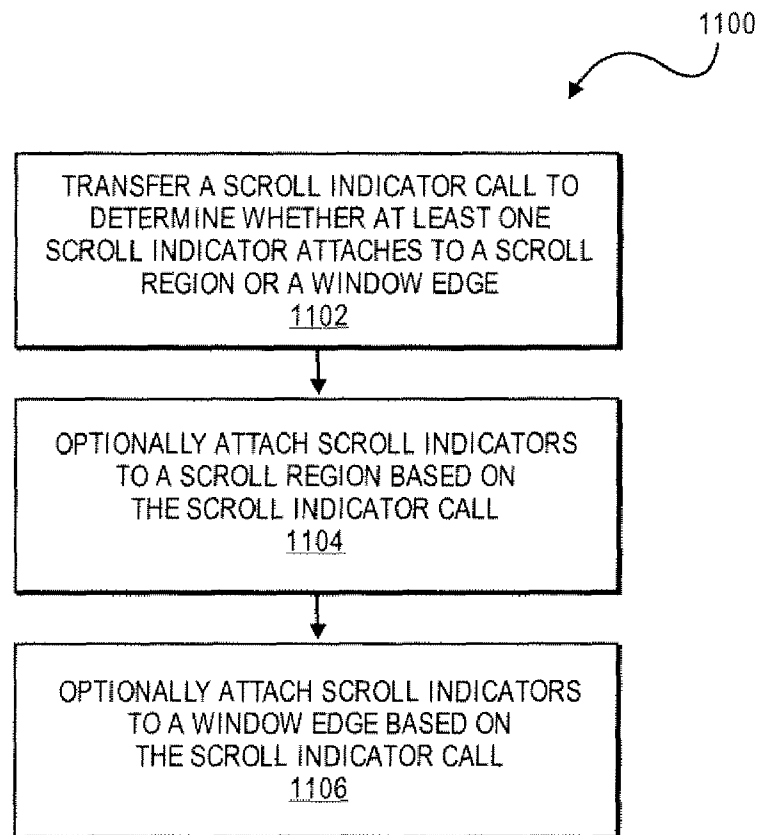 1100
TRANSFER A SCROLL INDICATOR CALL TO
DETERMINE WHETHER AT LEAST ONE
SCROLL INDICATOR ATTACHES TO A SCROLL
REGION OR A WINDOW EDGE
1102
OPTIONALLY ATTACH SCROLL INDICATORS
TO A SCROLL REGION BASED ON
THE SCROLL INDICATOR CALL
1104
OPTIONALLY ATTACH SCROLL INDICATORS
TO A WINDOW EDGE BASED ON
THE SCROLL INDICATOR CALL
1106